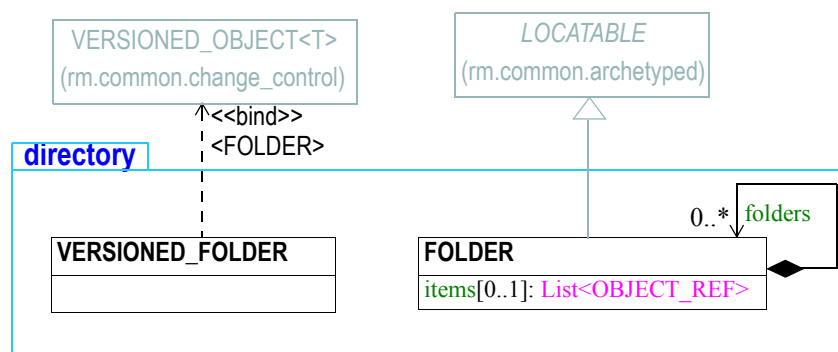 VERSIONED_OBJECT<T>
(rm.common.change_control)
LOCATABLE
(rm.common.archetyped)
<<bind>>
<FOLDER>
directory
0..* folders
VERSIONED_FOLDER
FOLDER
items[0..1]: List<OBJECT_REF>